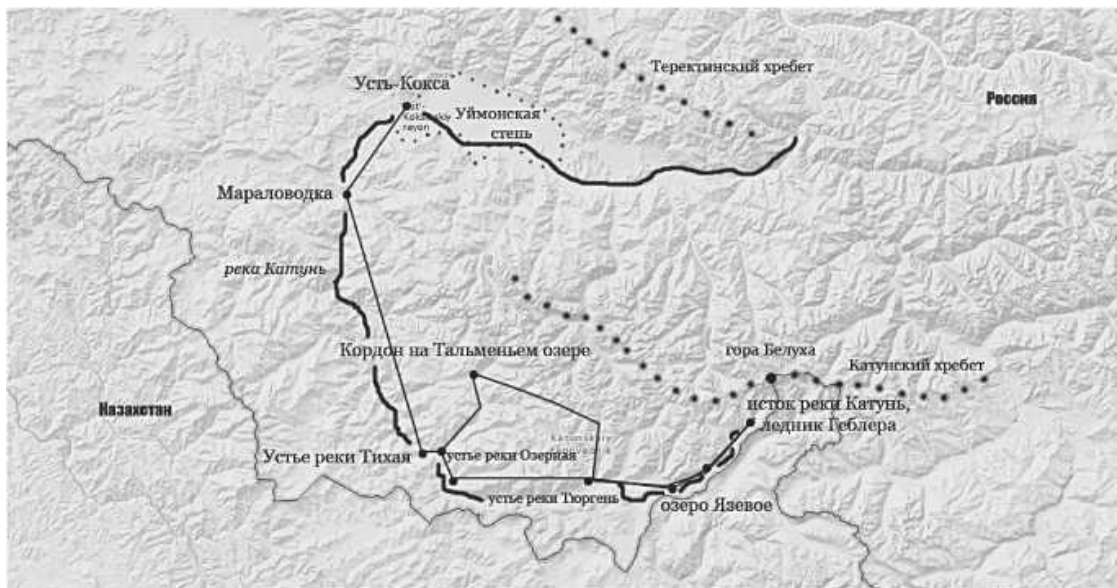 Теректинский хребет
Россия
Усть-Кокса
Уймонская
степь
Мараловодка
река Катунь
Кордон на Тальменьем озере
гора Белуха
Катунский хребет
Казахстан
исток реки Катунь,
ледник Геблера
Устье реки Тихая
устье реки Озерная
устье реки Тюргень
озеро Язевое